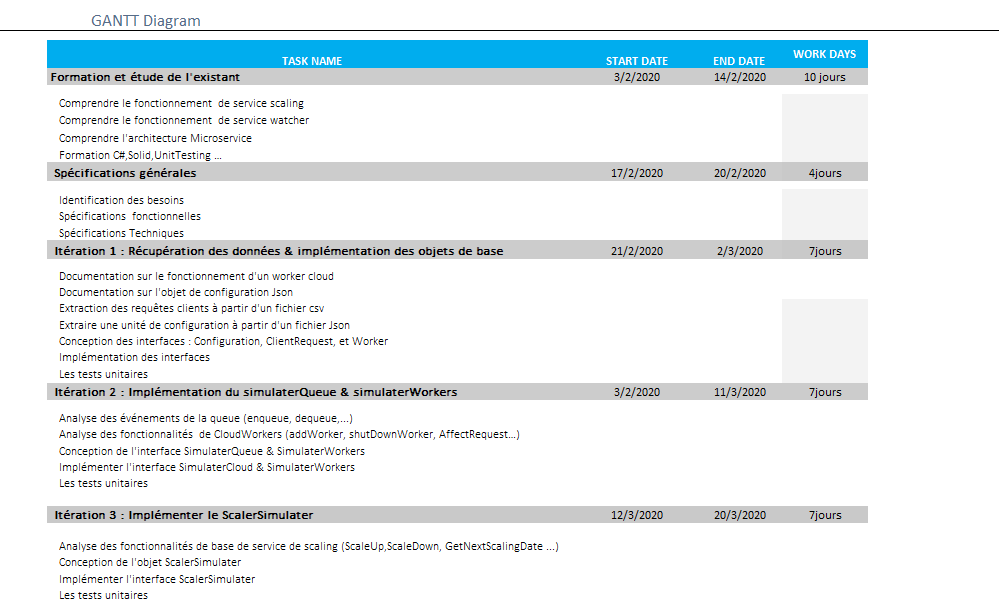 GANTT Diagram
TASK NAME START DATE END DATE WORK DAYS
Formation et étude de l'existant 3/2/2020 14/2/2020 10 jours
Comprendre le fonctionnement de service scaling
Comprendre le fonctionnement de service watcher
Comprendre l'architecture Microservice
Formation C#,Solid,UnitTesting ...
Spécifications générales 17/2/2020 20/2/2020 4jours
Identification des besoins
Spécifications fonctionnelles
Spécifications Techniques
Itération 1 : Récupération des données & implémentation des objets de base 21/2/2020 2/3/2020 7jours
Documentation sur le fonctionnement d'un worker cloud
Documentation sur l'objet de configuration Json
Extraction des requêtes clients à partir d'un fichier csv
Extraire une unité de configuration à partir d'un fichier Json
Conception des interfaces : Configuration, ClientRequest, et Worker
Implémentation des interfaces
Les tests unitaires
Itération 2 : Implémentation du simulaterQueue & simulaterWorkers 3/2/2020 11/3/2020 7jours
Analyse des événements de la queue (enqueue, dequeue,...)
Analyse des fonctionnalités de CloudWorkers (addWorker, shutDownWorker, AffectRequest...)
Conception de l'interface SimulaterQueue & SimulaterWorkers
Implémenter l'interface SimulaterCloud & SimulaterWorkers
Les tests unitaires
Itération 3 : Implémenter le ScalerSimulater 12/3/2020 20/3/2020 7jours
Analyse des fonctionnalités de base de service de scaling (ScaleUp,ScaleDown, GetNextScalingDate ...)
Conception de l'objet ScalerSimulater
Implémenter l'interface ScalerSimulater
Les tests unitaires